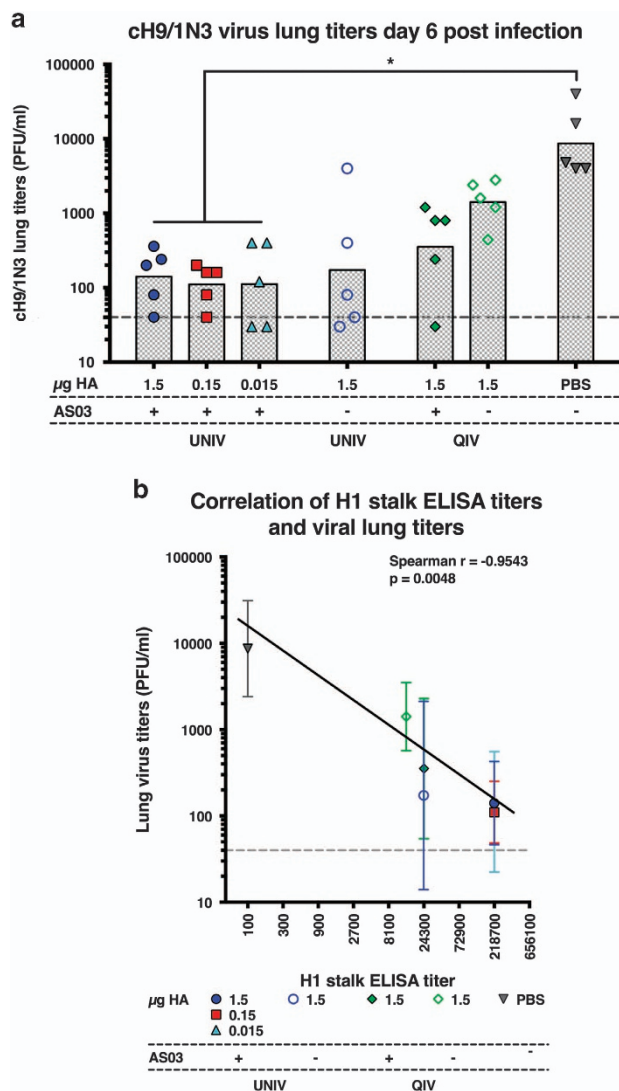 a
cH9/1N3 virus lung titers day 6 post infection
cH9/1N3 lung titers (PFU/ml)
100000
10000
1000
100
10
*
µg HA 1.5 0.15 0.015 1.5 1.5 1.5 PBS
AS03 + + + - + - -
UNIV UNIV QIV
b
Correlation of H1 stalk ELISA titers
and viral lung titers
Spearman r = -0.9543
p = 0.0048
Lung virus titers (PFU/ml)
100000
10000
1000
100
10
100 300 900 2700 8100 24300 72900 218700 656100
H1 stalk ELISA titer
µg HA 1.5 1.5 1.5 1.5 PBS
0.15
0.015
AS03 + - + - -
UNIV QIV